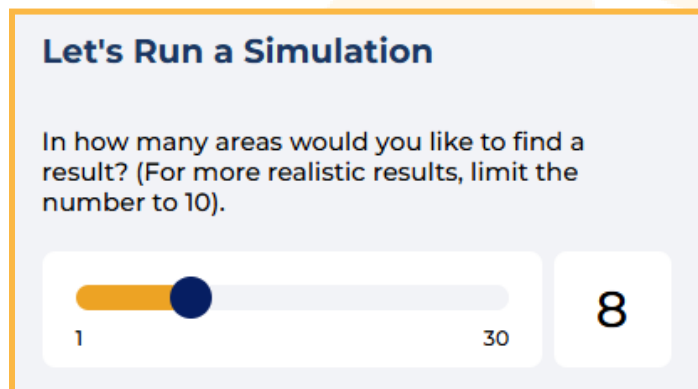 Let's Run a Simulation
In how many areas would you like to find a
result? (For more realistic results, limit the
number to 10).
1 30
8